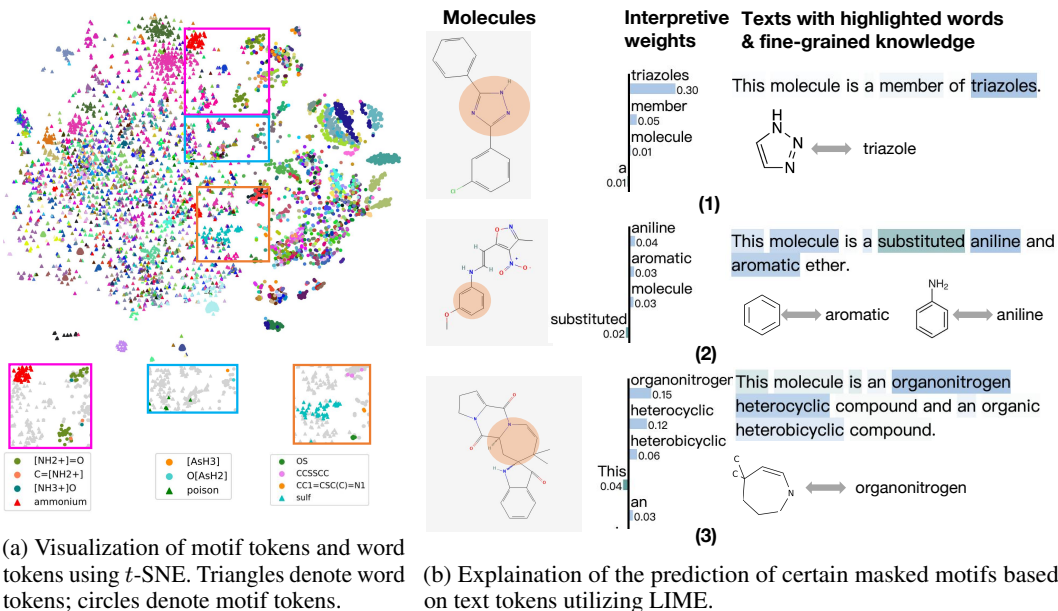 [NH2+]=O
C=[NH2+]
[NH3+]O
ammonium
[AsH3]
O[AsH2]
poison
OS
CCSSCC
CC1=CSC(C)=N1
sulf
(a) Visualization of motif tokens and word
tokens using t-SNE. Triangles denote word
tokens; circles denote motif tokens.
Molecules
Interpretive
weights
Texts with highlighted words
& fine-grained knowledge
H
N
N
N
Cl
triazoles
0.30
member
0.05
molecule
0.01
a
0.01
This molecule is a member of triazoles.
H
N
N
N
triazole
(1)
O
N
H
H
H
N
N+
O
O-
O
aniline
0.04
aromatic
0.03
molecule
0.03
substituted
0.02
This molecule is a substituted aniline and
aromatic ether.
NH2
aromatic
aniline
(2)
O
N
N
O
H
H
N
O
organonitroger
0.15
heterocyclic
0.12
heterobicyclic
0.06
This
0.04
an
0.03
This molecule is an organonitrogen
heterocyclic compound and an organic
heterobicyclic compound.
C
C
N
organonitrogen
(3)
(b) Explaination of the prediction of certain masked motifs based
on text tokens utilizing LIME.